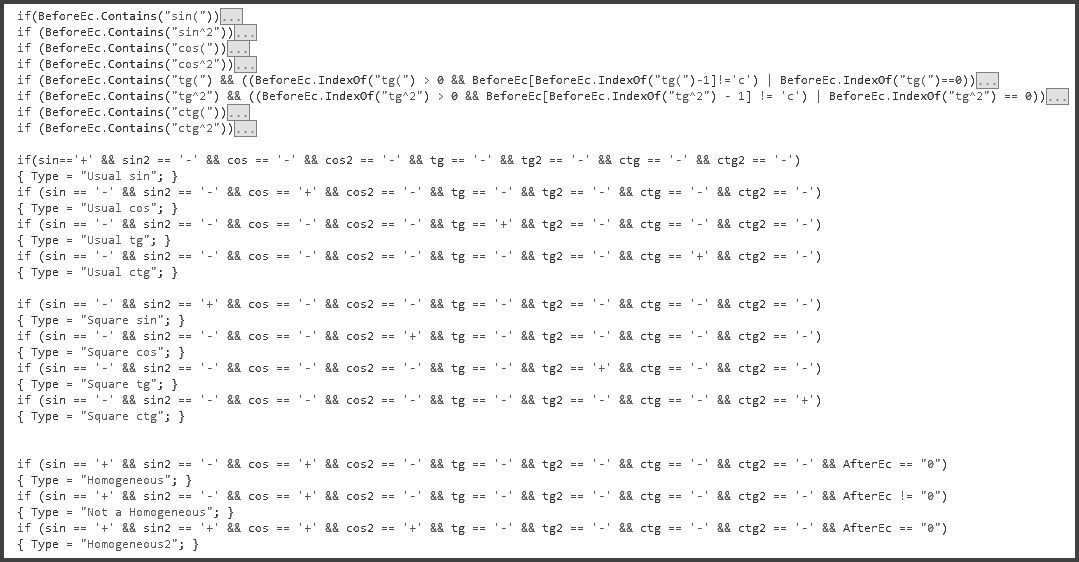 if(BeforeEc.Contains("sin("))...
if (BeforeEc.Contains("sin^2"))...
if (BeforeEc.Contains("cos("))...
if (BeforeEc.Contains("cos^2"))...
if (BeforeEc.Contains("tg(") && ((BeforeEc.IndexOf("tg(") > 0 && BeforeEc[BeforeEc.IndexOf("tg(")-1]!='c') | BeforeEc.IndexOf("tg(")==0))...
if (BeforeEc.Contains("tg^2") && ((BeforeEc.IndexOf("tg^2") > 0 && BeforeEc[BeforeEc.IndexOf("tg^2") - 1] != 'c') | BeforeEc.IndexOf("tg^2") == 0))...
if (BeforeEc.Contains("ctg("))...
if (BeforeEc.Contains("ctg^2"))...
if(sin=='+' && sin2 == '-' && cos == '-' && cos2 == '-' && tg == '-' && tg2 == '-' && ctg == '-' && ctg2 == '-')
{ Type = "Usual sin"; }
if (sin == '-' && sin2 == '-' && cos == '+' && cos2 == '-' && tg == '-' && tg2 == '-' && ctg == '-' && ctg2 == '-')
{ Type = "Usual cos"; }
if (sin == '-' && sin2 == '-' && cos == '-' && cos2 == '-' && tg == '+' && tg2 == '-' && ctg == '-' && ctg2 == '-')
{ Type = "Usual tg"; }
if (sin == '-' && sin2 == '-' && cos == '-' && cos2 == '-' && tg == '-' && tg2 == '-' && ctg == '+' && ctg2 == '-')
{ Type = "Usual ctg"; }
if (sin == '-' && sin2 == '+' && cos == '-' && cos2 == '-' && tg == '-' && tg2 == '-' && ctg == '-' && ctg2 == '-')
{ Type = "Square sin"; }
if (sin == '-' && sin2 == '-' && cos == '-' && cos2 == '+' && tg == '-' && tg2 == '-' && ctg == '-' && ctg2 == '-')
{ Type = "Square cos"; }
if (sin == '-' && sin2 == '-' && cos == '-' && cos2 == '-' && tg == '-' && tg2 == '+' && ctg == '-' && ctg2 == '-')
{ Type = "Square tg"; }
if (sin == '-' && sin2 == '-' && cos == '-' && cos2 == '-' && tg == '-' && tg2 == '-' && ctg == '-' && ctg2 == '+')
{ Type = "Square ctg"; }
if (sin == '+' && sin2 == '-' && cos == '+' && cos2 == '-' && tg == '-' && tg2 == '-' && ctg == '-' && ctg2 == '-' && AfterEc == "0")
{ Type = "Homogeneous"; }
if (sin == '+' && sin2 == '-' && cos == '+' && cos2 == '-' && tg == '-' && tg2 == '-' && ctg == '-' && ctg2 == '-' && AfterEc != "0")
{ Type = "Not a Homogeneous"; }
if (sin == '+' && sin2 == '+' && cos == '+' && cos2 == '+' && tg == '-' && tg2 == '-' && ctg == '-' && ctg2 == '-' && AfterEc == "0")
{ Type = "Homogeneous2"; }